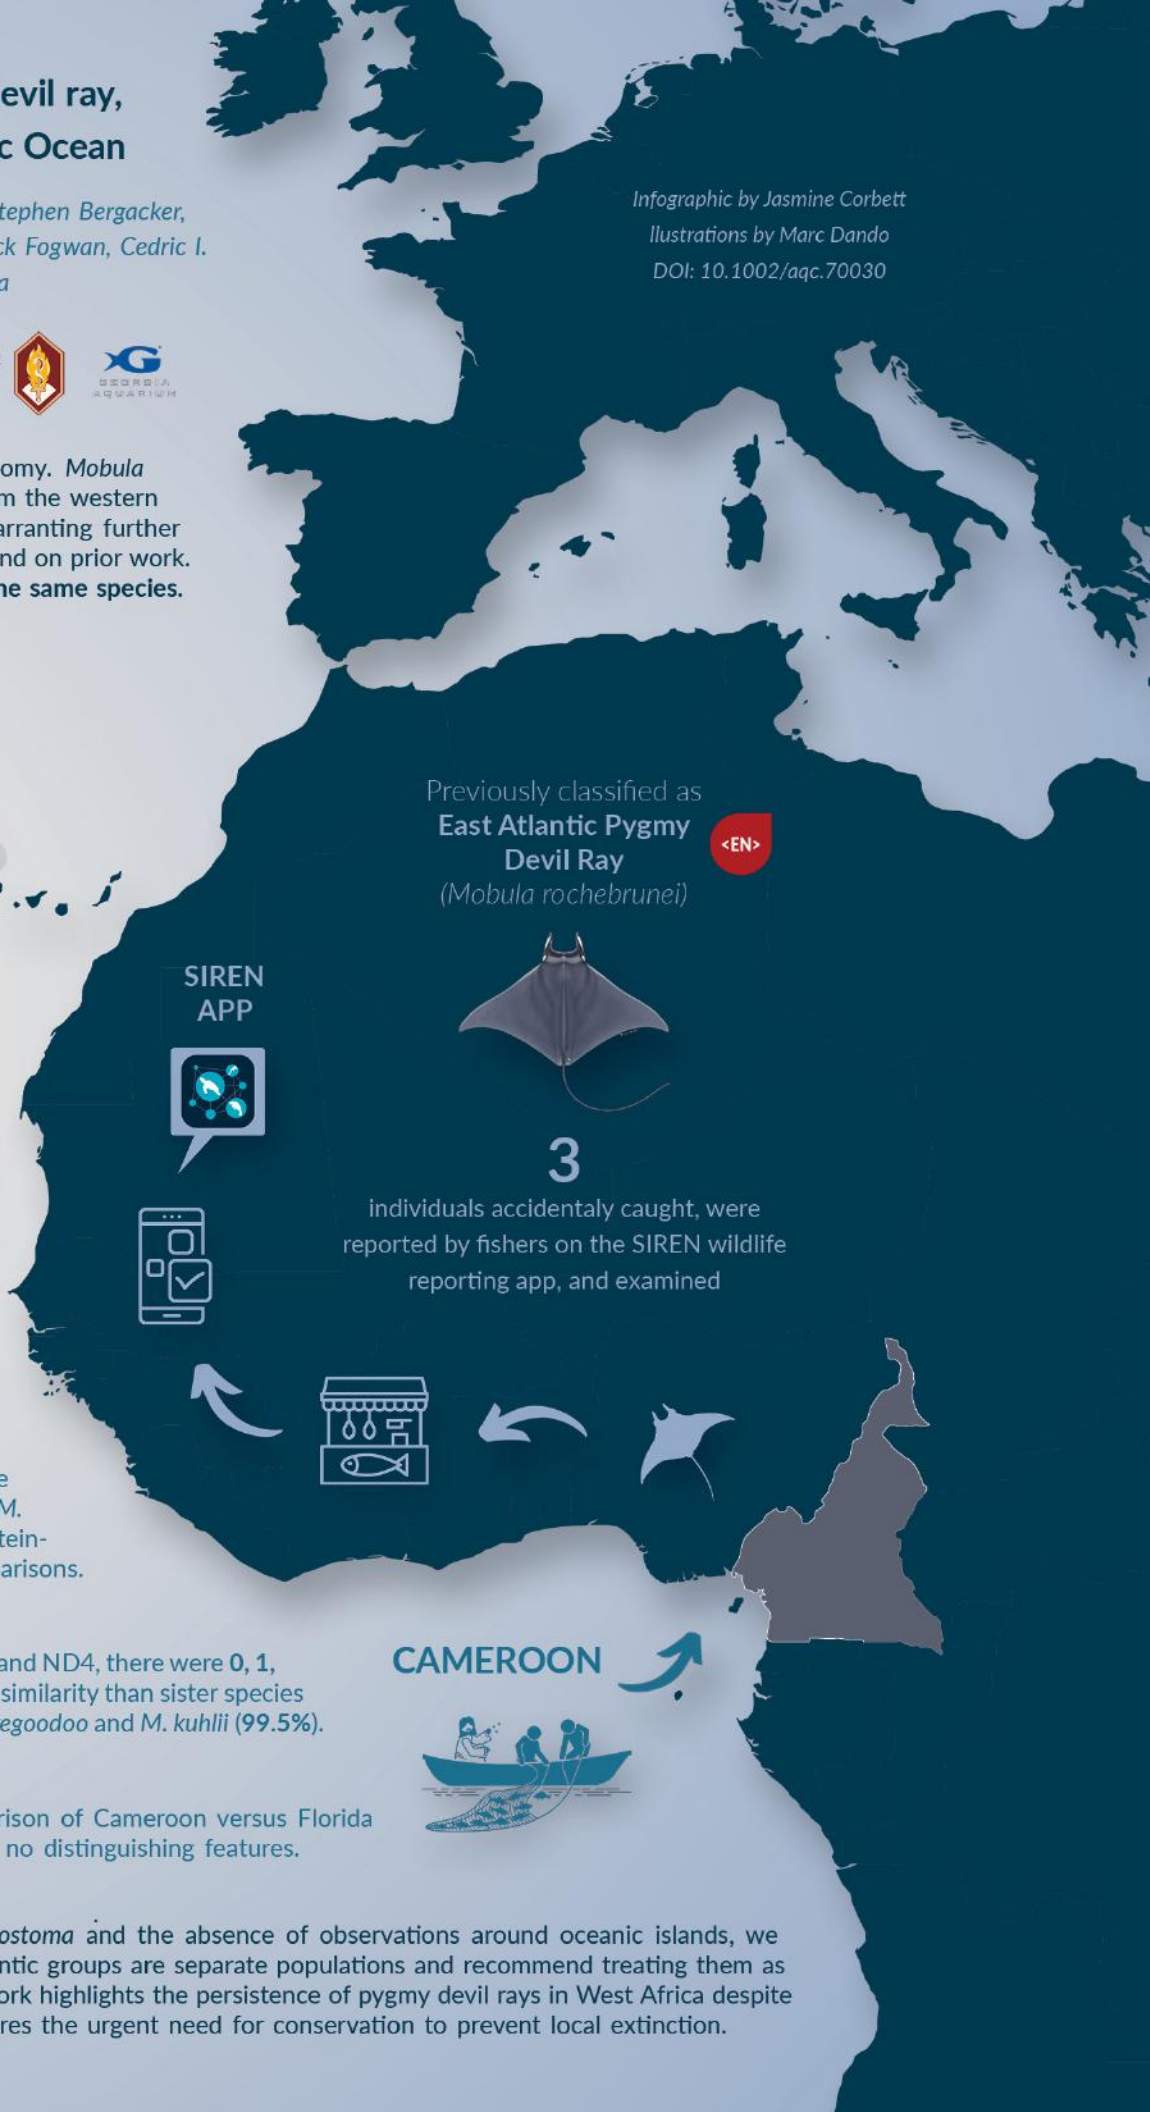 evil ray,
c Ocean
tephen Bergacker,
ck Fogwan, Cedric I.
a
Infographic by Jasmine Corbett
llustrations by Marc Dando
DOI: 10.1002/aqc.70030
GEORGIA
AQUARIUM
omy. Mobula
m the western
arranting further
nd on prior work.
he same species.
Previously classified as
East Atlantic Pygmy
Devil Ray
(Mobula rochebrunei)
<EN>
SIREN
APP
3
individuals accidentaly caught, were
reported by fishers on the SIREN wildlife
reporting app, and examined
e
M.
tein-
arisons.
and ND4, there were 0, 1,
similarity than sister species
egoodoo and M. kuhlii (99.5%).
CAMEROON
rison of Cameroon versus Florida
no distinguishing features.
ostoma and the absence of observations around oceanic islands, we
ntic groups are separate populations and recommend treating them as
ork highlights the persistence of pygmy devil rays in West Africa despite
res the urgent need for conservation to prevent local extinction.